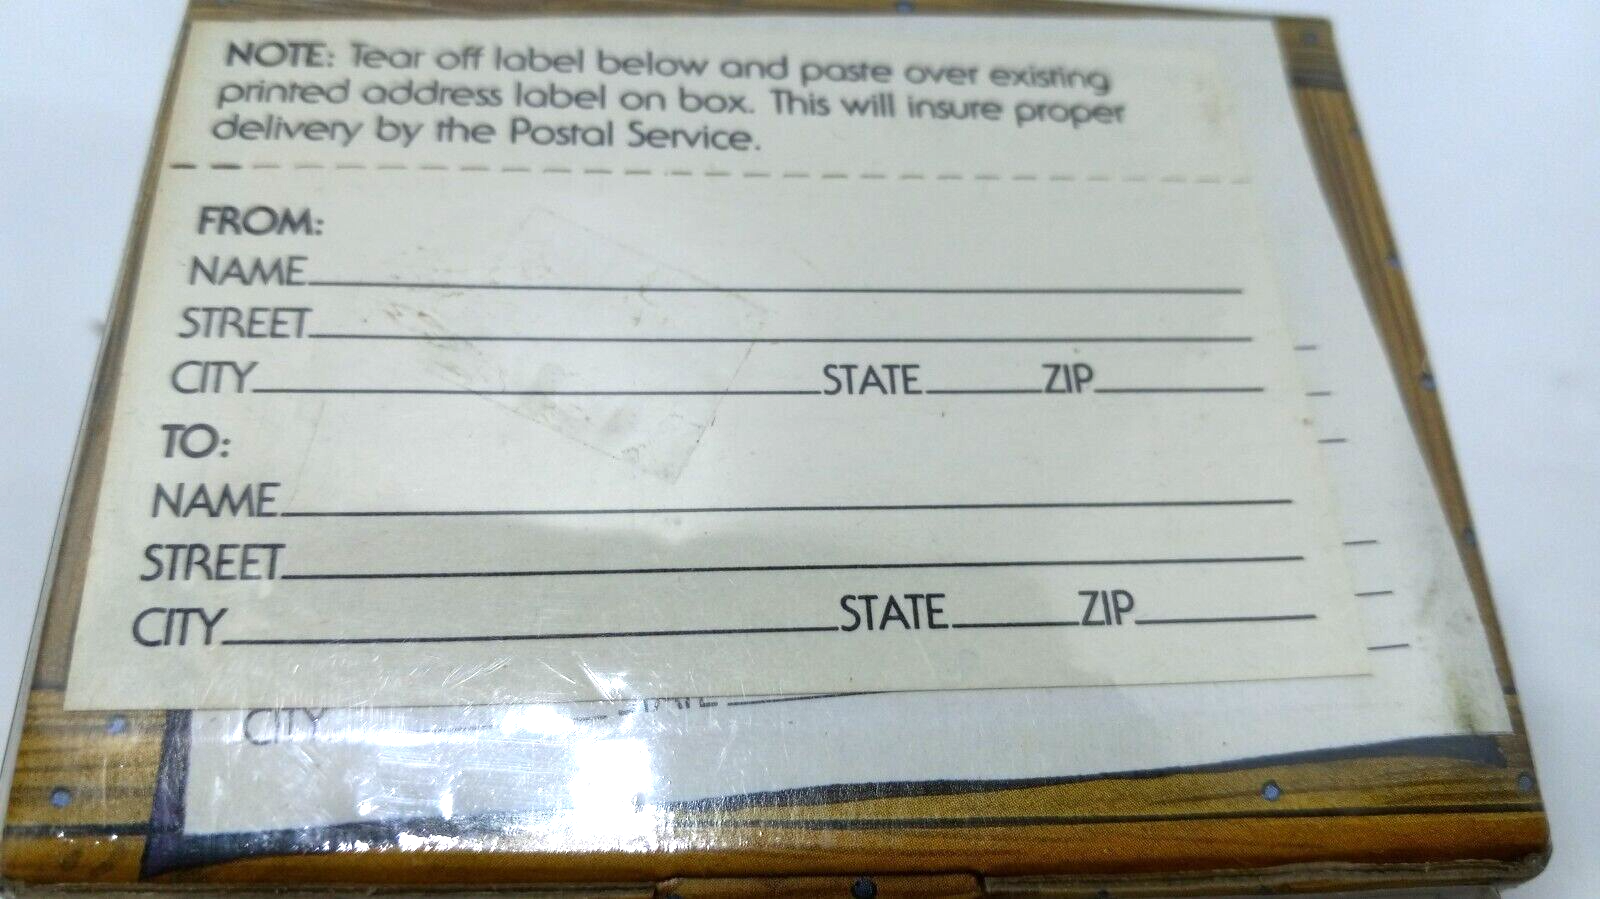 NOTE: Tear off label below and paste over existing
printed address label on box. This will insure proper
delivery by the Postal Service.
FROM:
NAME
STREET
CITY STATE ZIP
TO:
NAME
STREET
CITY STATE ZIP
CITY STATE